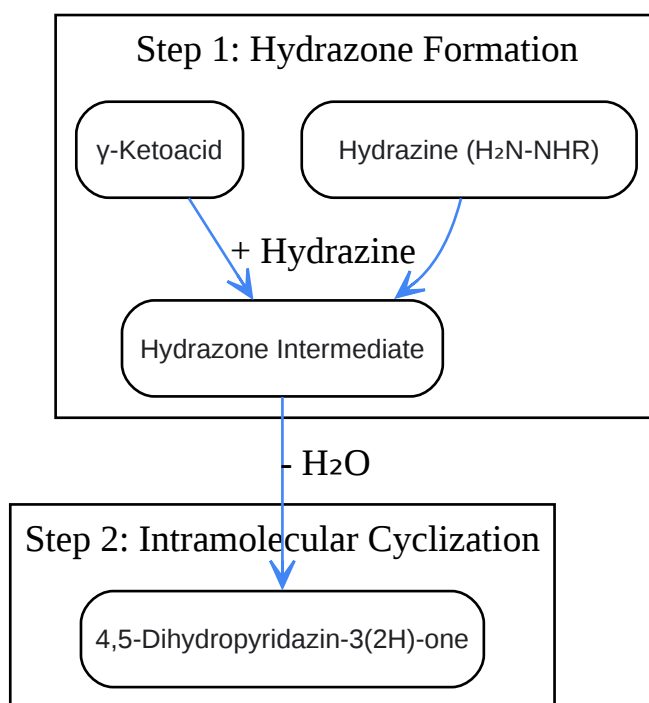 Step 1: Hydrazone Formation
γ-Ketoacid
Hydrazine (H₂N-NHR)
+ Hydrazine
Hydrazone Intermediate
- H₂O
Step 2: Intramolecular Cyclization
4,5-Dihydropyridazin-3(2H)-one